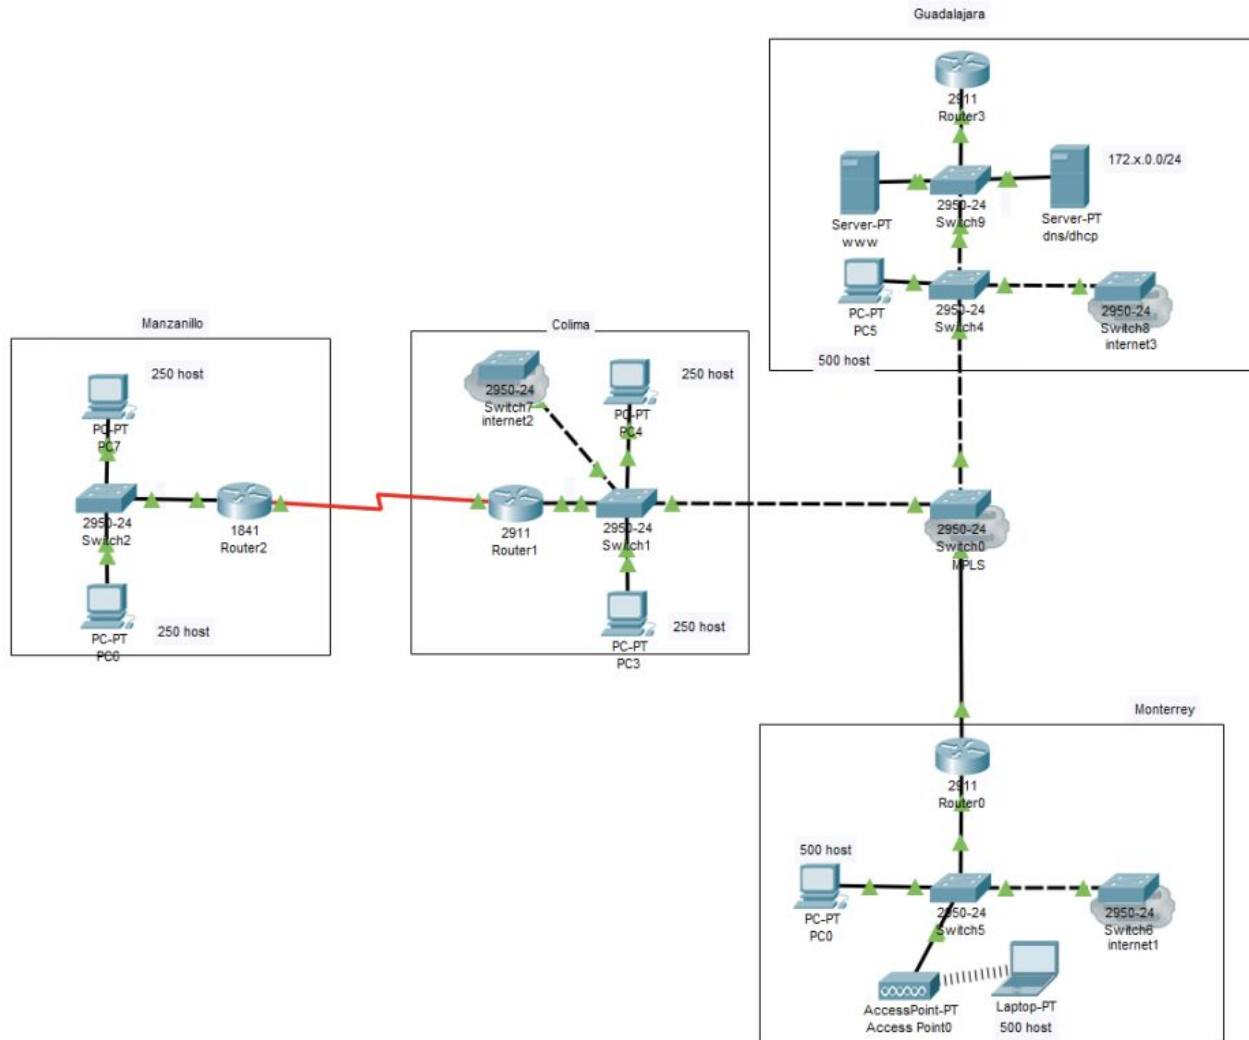 Guadalajara
2911
Router3
172.x.0.0/24
2950-24
Switch9
Server-PT
www
Server-PT
dns/dhcp
PC-PT
PC5
2950-24
Switch4
2950-24
Switch8
internet3
500 host
Manzanillo
250 host
PC-PT
PC7
2950-24
Switch2
1841
Router2
PC-PT
PC6
250 host
Colima
2950-24
Switch7
internet2
250 host
PC-PT
PC4
2911
Router1
2950-24
Switch1
PC-PT
PC3
250 host
2950-24
Switch0
MPLS
Monterrey
2911
Router0
500 host
PC-PT
PC0
2950-24
Switch5
2950-24
Switch6
internet1
AccessPoint-PT
Access Point0
Laptop-PT
500 host